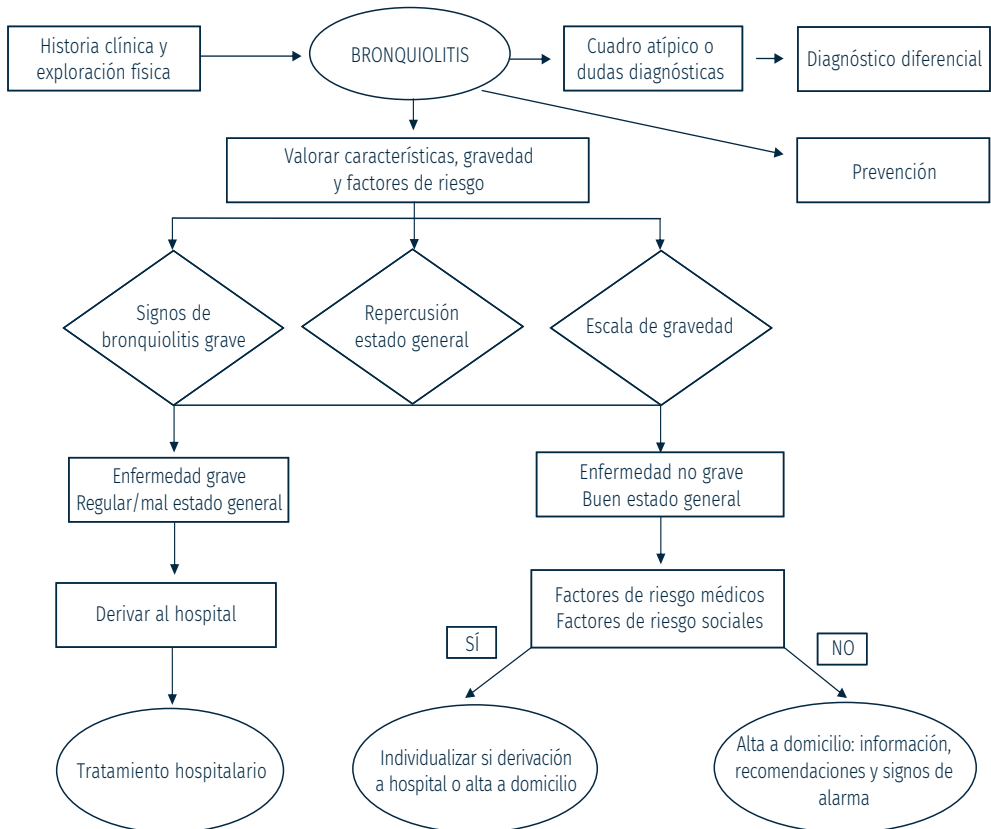 Historia clínica y
exploración física
BRONQUIOLITIS
Cuadro atípico o
dudas diagnósticas
Diagnóstico diferencial
Valorar características, gravedad
y factores de riesgo
Prevención
Signos de
bronquiolitis grave
Repercusión
estado general
Escala de gravedad
Enfermedad grave
Regular/mal estado general
Enfermedad no grave
Buen estado general
Derivar al hospital
Factores de riesgo médicos
Factores de riesgo sociales
SÍ
NO
Tratamiento hospitalario
Individualizar si derivación
a hospital o alta a domicilio
Alta a domicilio: información,
recomendaciones y signos de
alarma